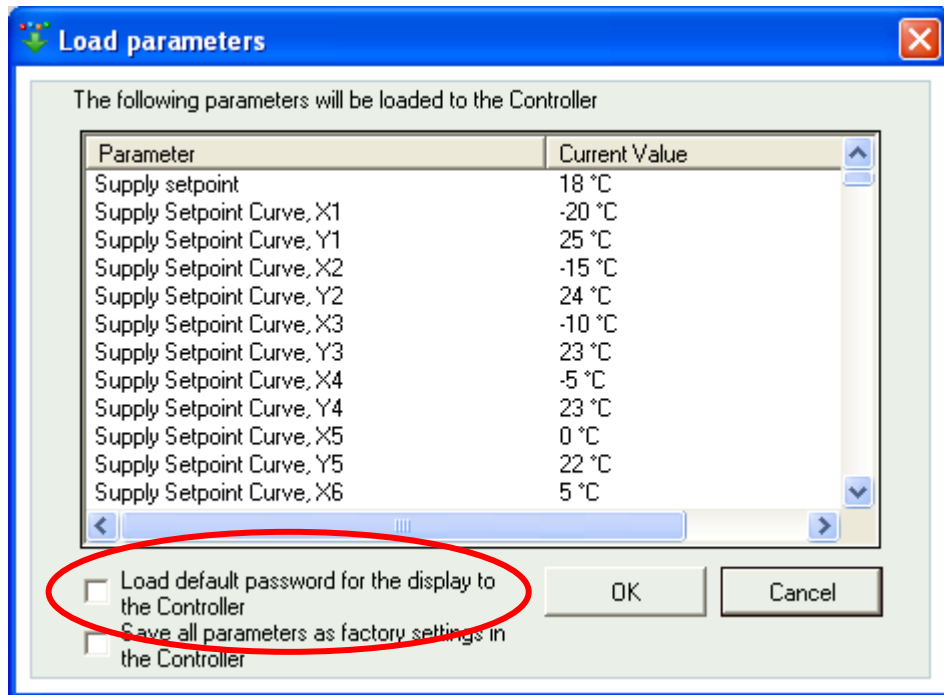 Load parameters
The following parameters will be loaded to the Controller
Parameter Current Value
Supply setpoint 18 °C
Supply Setpoint Curve, X1 -20 °C
Supply Setpoint Curve, Y1 25 °C
Supply Setpoint Curve, X2 -15 °C
Supply Setpoint Curve, Y2 24 °C
Supply Setpoint Curve, X3 -10 °C
Supply Setpoint Curve, Y3 23 °C
Supply Setpoint Curve, X4 -5 °C
Supply Setpoint Curve, Y4 23 °C
Supply Setpoint Curve, X5 0 °C
Supply Setpoint Curve, Y5 22 °C
Supply Setpoint Curve, X6 5 °C
Load default password for the display to
the Controller
OK Cancel
Save all parameters as factory settings in
the Controller